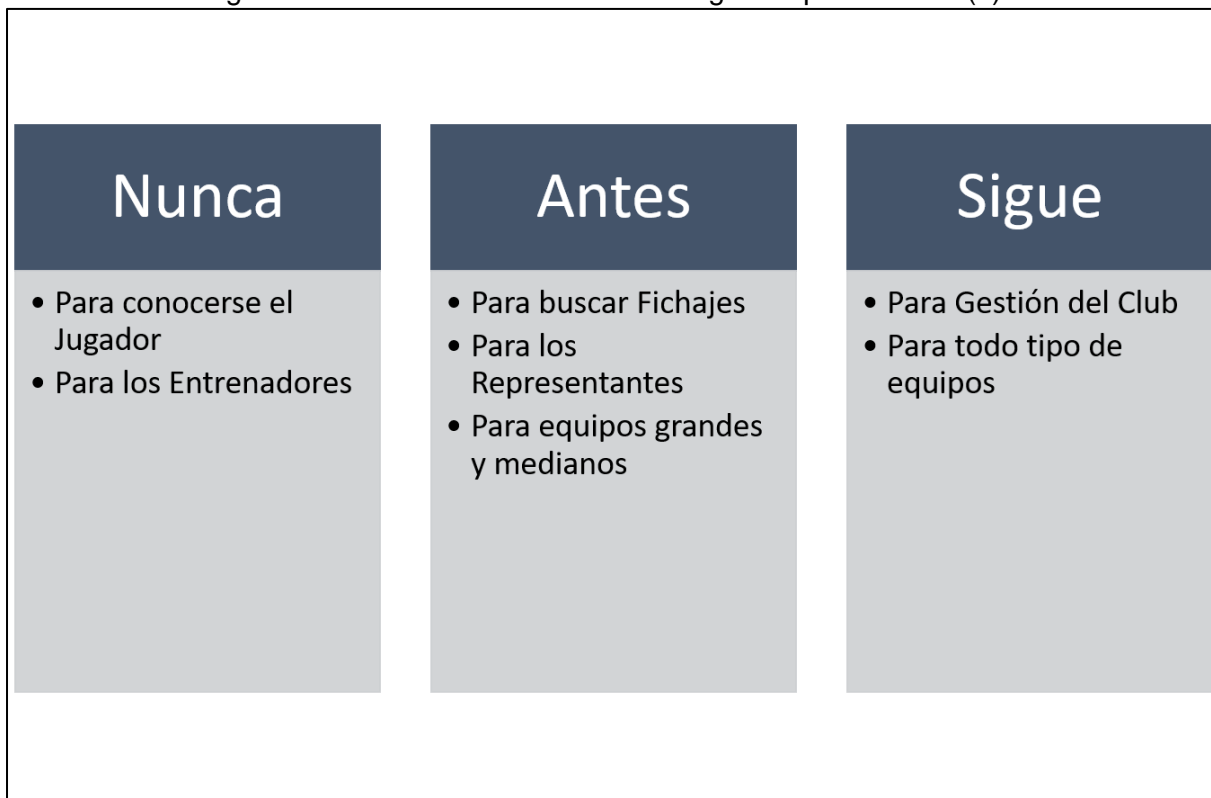 Nunca
• Para conocerse el
Jugador
• Para los Entrenadores
Antes
• Para buscar Fichajes
• Para los
Representantes
• Para equipos grandes
y medianos
Sigue
• Para Gestión del Club
• Para todo tipo de
equipos